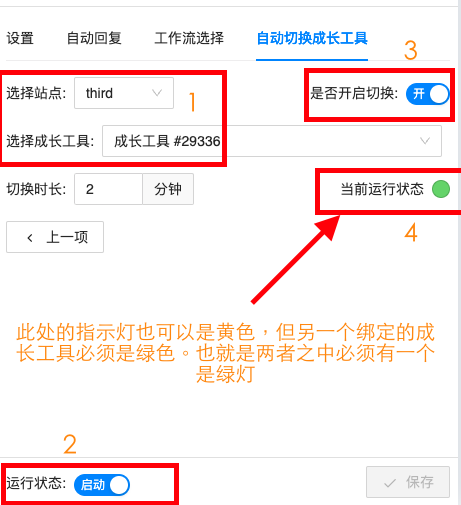 设置 自动回复 工作流选择 自动切换成长工具
3
选择站点: third 1 是否开启切换: 开
选择成长工具: 成长工具 #29336
切换时长: 2 分钟 当前运行状态
4
上一项
此处的指示灯也可以是黄色，但另一个绑定的成
长工具必须是绿色。也就是两者之中必须有一个
是绿灯
2
运行状态: 启动 保存